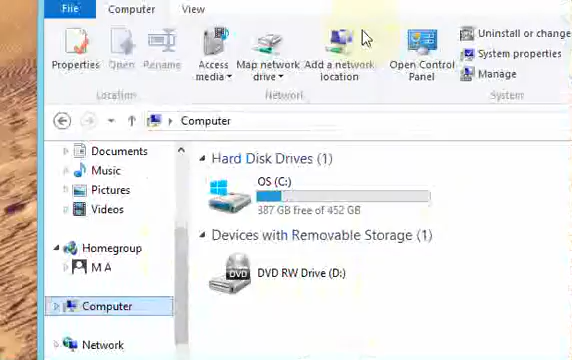 File Computer View
Properties Open Rename Access media Map network drive Add a network location Open Control Panel
Uninstall or change
System properties
Manage
Location Network System
Computer
Documents
Music
Pictures
Videos
Homegroup
M A
Computer
Network
Hard Disk Drives (1)
OS (C:)
387 GB free of 452 GB
Devices with Removable Storage (1)
DVD
DVD RW Drive (D:)